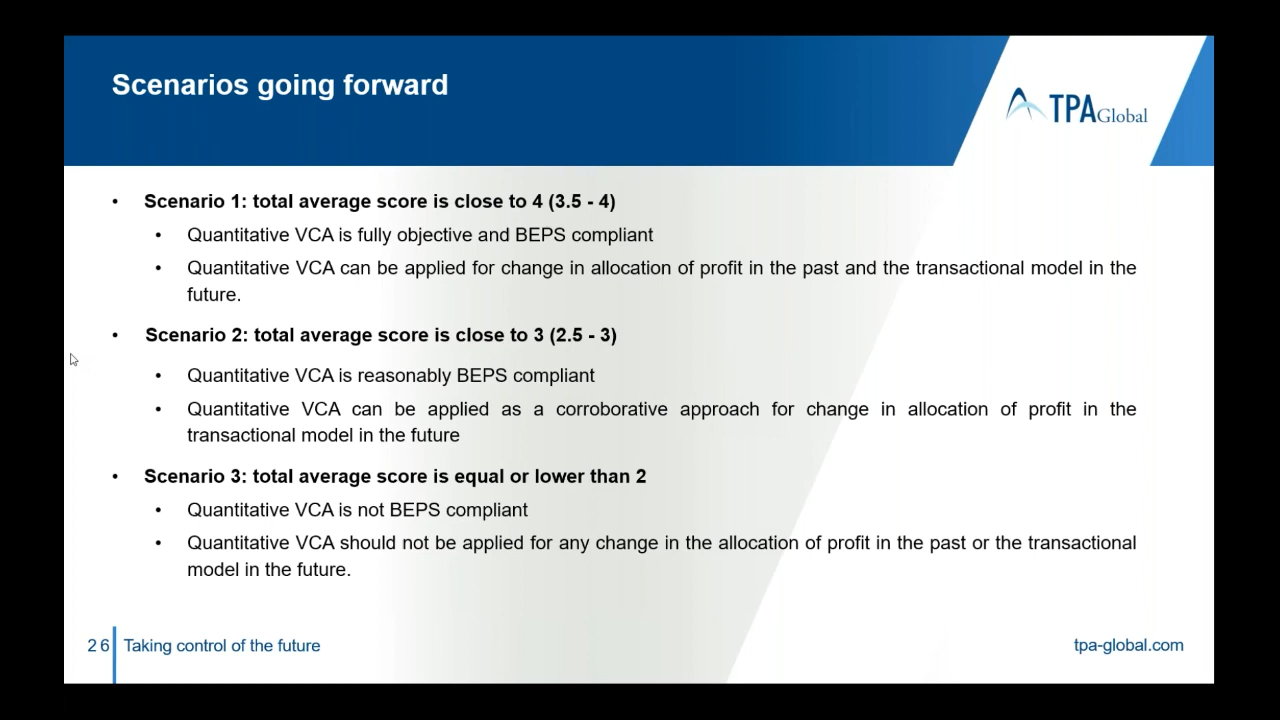 Scenarios going forward
TPA Global
• Scenario 1: total average score is close to 4 (3.5 - 4)
• Quantitative VCA is fully objective and BEPS compliant
• Quantitative VCA can be applied for change in allocation of profit in the past and the transactional model in the
future.
• Scenario 2: total average score is close to 3 (2.5 - 3)
• Quantitative VCA is reasonably BEPS compliant
• Quantitative VCA can be applied as a corroborative approach for change in allocation of profit in the
transactional model in the future
• Scenario 3: total average score is equal or lower than 2
• Quantitative VCA is not BEPS compliant
• Quantitative VCA should not be applied for any change in the allocation of profit in the past or the transactional
model in the future.
26 Taking control of the future
tpa-global.com